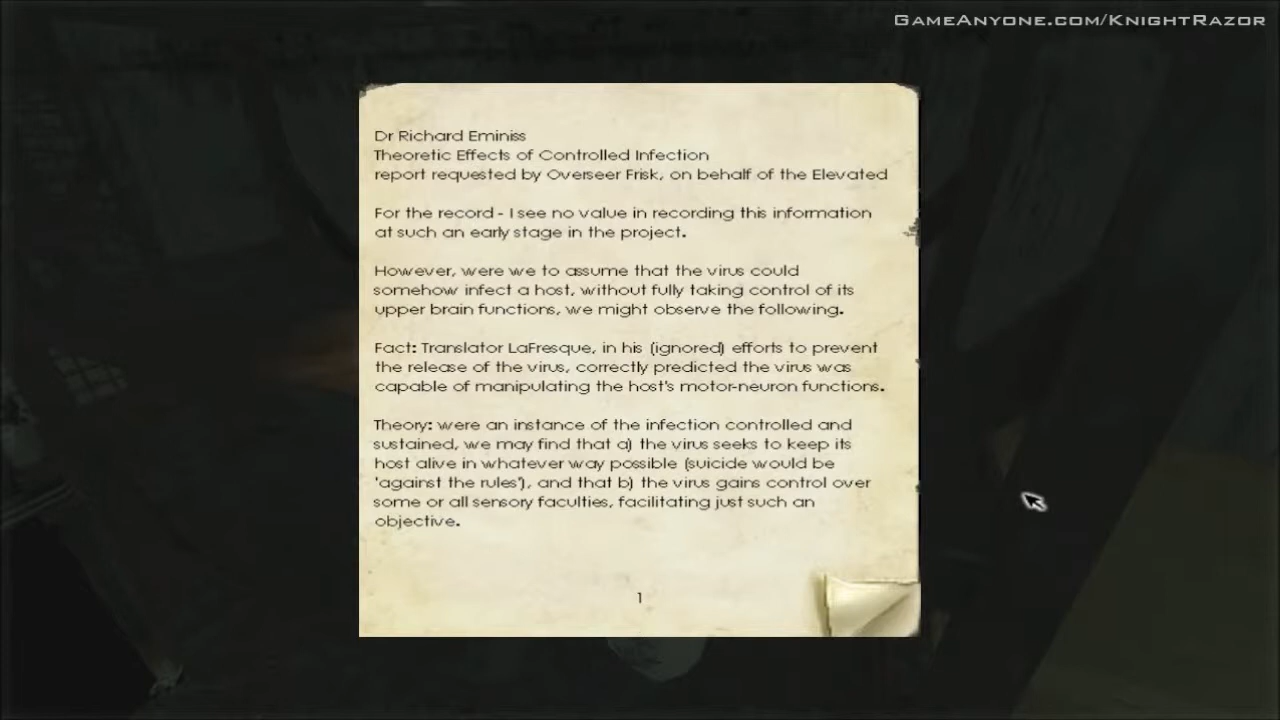 GameAnyone.com/KnightRazor
Dr Richard Eminiss
Theoretic Effects of Controlled Infection
report requested by Overseer Frisk, on behalf of the Elevated
For the record - I see no value in recording this information
at such an early stage in the project.
However, were we to assume that the virus could
somehow infect a host, without fully taking control of its
upper brain functions, we might observe the following.
Fact: Translator LaFresque, in his (ignored) efforts to prevent
the release of the virus, correctly predicted the virus was
capable of manipulating the host's motor-neuron functions.
Theory: were an instance of the infection controlled and
sustained, we may find that a) the virus seeks to keep its
host alive in whatever way possible (suicide would be
'against the rules'), and that b) the virus gains control over
some or all sensory faculties, facilitating just such an
objective.
1